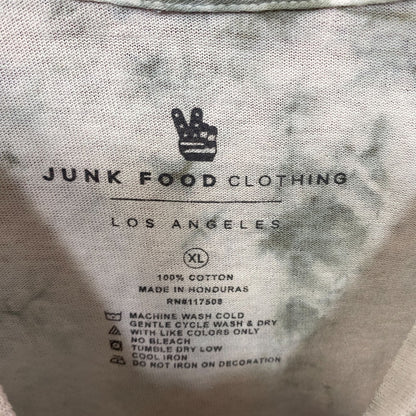 JUNK FOOD CLOTHING
LOS ANGELES
XL
100% COTTON
MADE IN HONDURAS
RN#117508
MACHINE WASH COLD
GENTLE CYCLE WASH & DRY
WITH LIKE COLORS ONLY
NO BLEACH
TUMBLE DRY LOW
COOL IRON
DO NOT IRON ON DECORATION